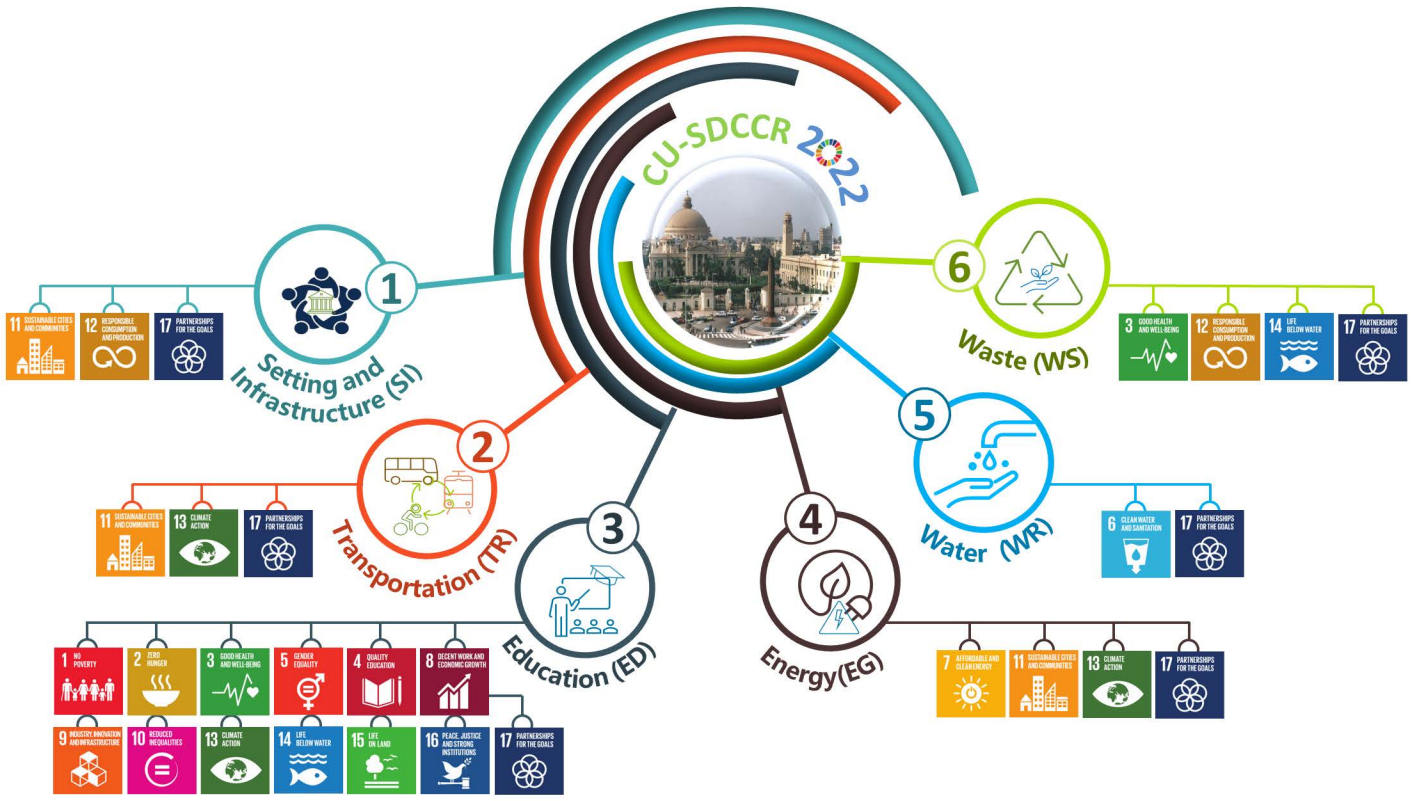 CU-SDCCR 2022
1
Setting and
Infrastructure (SI)
11 SUSTAINABLE CITIES
AND COMMUNITIES
12 RESPONSIBLE
CONSUMPTION
AND PRODUCTION
17 PARTNERSHIPS
FOR THE GOALS
2
Transportation (TR)
11 SUSTAINABLE CITIES
AND COMMUNITIES
13 CLIMATE
ACTION
17 PARTNERSHIPS
FOR THE GOALS
3
Education (ED)
1 NO
POVERTY
2 ZERO
HUNGER
3 GOOD HEALTH
AND WELL-BEING
5 GENDER
EQUALITY
4 QUALITY
EDUCATION
8 DECENT WORK AND
ECONOMIC GROWTH
9 INDUSTRY, INNOVATION
AND INFRASTRUCTURE
10 REDUCED
INEQUALITIES
13 CLIMATE
ACTION
14 LIFE
BELOW WATER
15 LIFE
ON LAND
16 PEACE, JUSTICE
AND STRONG
INSTITUTIONS
17 PARTNERSHIPS
FOR THE GOALS
4
Energy(EG)
7 AFFORDABLE AND
CLEAN ENERGY
11 SUSTAINABLE CITIES
AND COMMUNITIES
13 CLIMATE
ACTION
17 PARTNERSHIPS
FOR THE GOALS
5
Water (WR)
6 CLEAN WATER
AND SANITATION
17 PARTNERSHIPS
FOR THE GOALS
6
Waste (WS)
3 GOOD HEALTH
AND WELL-BEING
12 RESPONSIBLE
CONSUMPTION
AND PRODUCTION
14 LIFE
BELOW WATER
17 PARTNERSHIPS
FOR THE GOALS